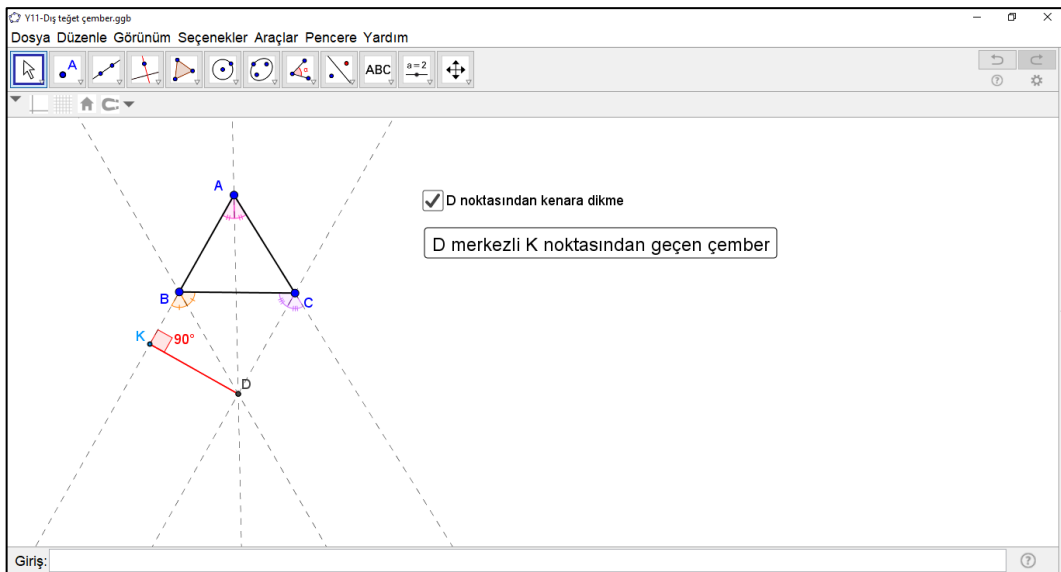 Y11-Dış teğet çember.ggb
Dosya Düzenle Görünüm Seçenekler Araçlar Pencere Yardım
A
ABC
a=2
A
D noktasından kenara dikme
D merkezli K noktasından geçen çember
B
C
K
90°
D
Giriş: